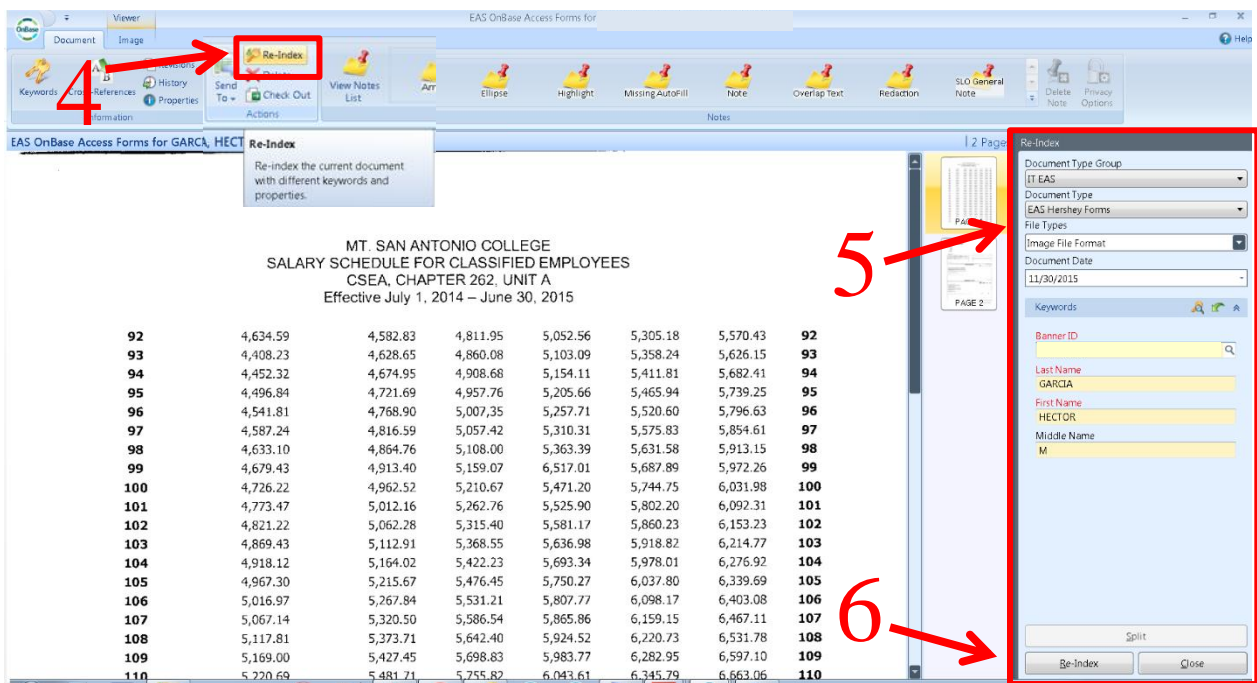 Viewer
EAS OnBase Access Forms for
OnBase
Document Image
Help
4
Re-Index
Keywords
Cross-References
Revisions
History
Properties
Information
Send To
Delete
Check Out
Actions
View Notes List
Ellipse
Highlight
Missing AutoFill
Note
Overlap Text
Redaction
SLO General Note
Delete Note
Privacy Options
Notes
EAS OnBase Access Forms for GARCA, HECT
2 Page
Re-Index
Re-index the current document
with different keywords and
properties.
MT. SAN ANTONIO COLLEGE
SALARY SCHEDULE FOR CLASSIFIED EMPLOYEES
CSEA, CHAPTER 262, UNIT A
Effective July 1, 2014 – June 30, 2015
92 4,634.59 4,582.83 4,811.95 5,052.56 5,305.18 5,570.43 92
93 4,408.23 4,628.65 4,860.08 5,103.09 5,358.24 5,626.15 93
94 4,452.32 4,674.95 4,908.68 5,154.11 5,411.81 5,682.41 94
95 4,496.84 4,721.69 4,957.76 5,205.66 5,465.94 5,739.25 95
96 4,541.81 4,768.90 5,007,35 5,257.71 5,520.60 5,796.63 96
97 4,587.24 4,816.59 5,057.42 5,310.31 5,575.83 5,854.61 97
98 4,633.10 4,864.76 5,108.00 5,363.39 5,631.58 5,913.15 98
99 4,679.43 4,913.40 5,159.07 6,517.01 5,687.89 5,972.26 99
100 4,726.22 4,962.52 5,210.67 5,471.20 5,744.75 6,031.98 100
101 4,773.47 5,012.16 5,262.76 5,525.90 5,802.20 6,092.31 101
102 4,821.22 5,062.28 5,315.40 5,581.17 5,860.23 6,153.23 102
103 4,869.43 5,112.91 5,368.55 5,636.98 5,918.82 6,214.77 103
104 4,918.12 5,164.02 5,422.23 5,693.34 5,978.01 6,276.92 104
105 4,967.30 5,215.67 5,476.45 5,750.27 6,037.80 6,339.69 105
106 5,016.97 5,267.84 5,531.21 5,807.77 6,098.17 6,403.08 106
107 5,067.14 5,320.50 5,586.54 5,865.86 6,159.15 6,467.11 107
108 5,117.81 5,373.71 5,642.40 5,924.52 6,220.73 6,531.78 108
109 5,169.00 5,427.45 5,698.83 5,983.77 6,282.95 6,597.10 109
110 5,220.69 5,481.71 5,755.82 6,043.61 6,345.79 6,663.06 110
PAGE 2
5
6
Re-Index
Document Type Group
IT EAS
Document Type
EAS Hershey Forms
File Types
Image File Format
Document Date
11/30/2015
Keywords
Banner ID
Last Name
GARCIA
First Name
HECTOR
Middle Name
M
Split
Re-Index Close